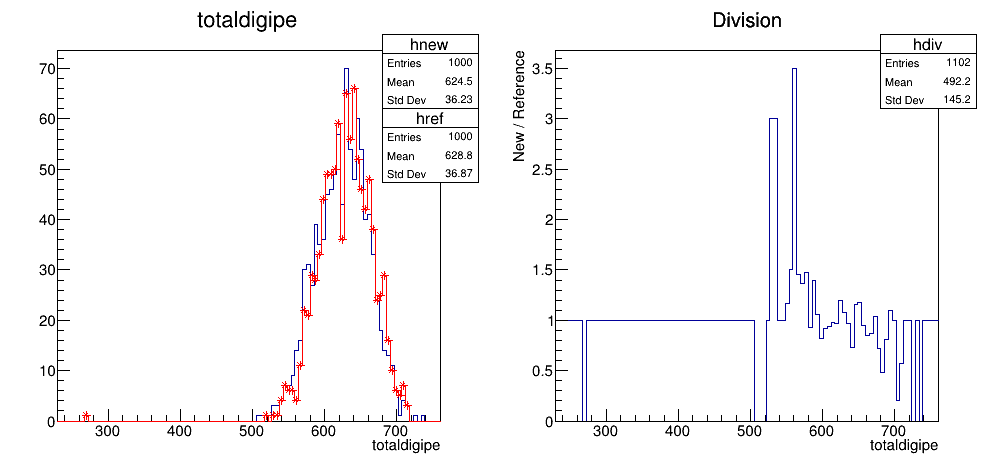 totaldigipe
hnew
Entries 1000
Mean 624.5
Std Dev 36.23
href
Entries 1000
Mean 628.8
Std Dev 36.87
70
60
50
40
30
20
10
0
300 400 500 600 700
totaldigipe
Division
hdiv
Entries 1102
Mean 492.2
Std Dev 145.2
New / Reference
3.5
3
2.5
2
1.5
1
0.5
0
300 400 500 600 700
totaldigipe